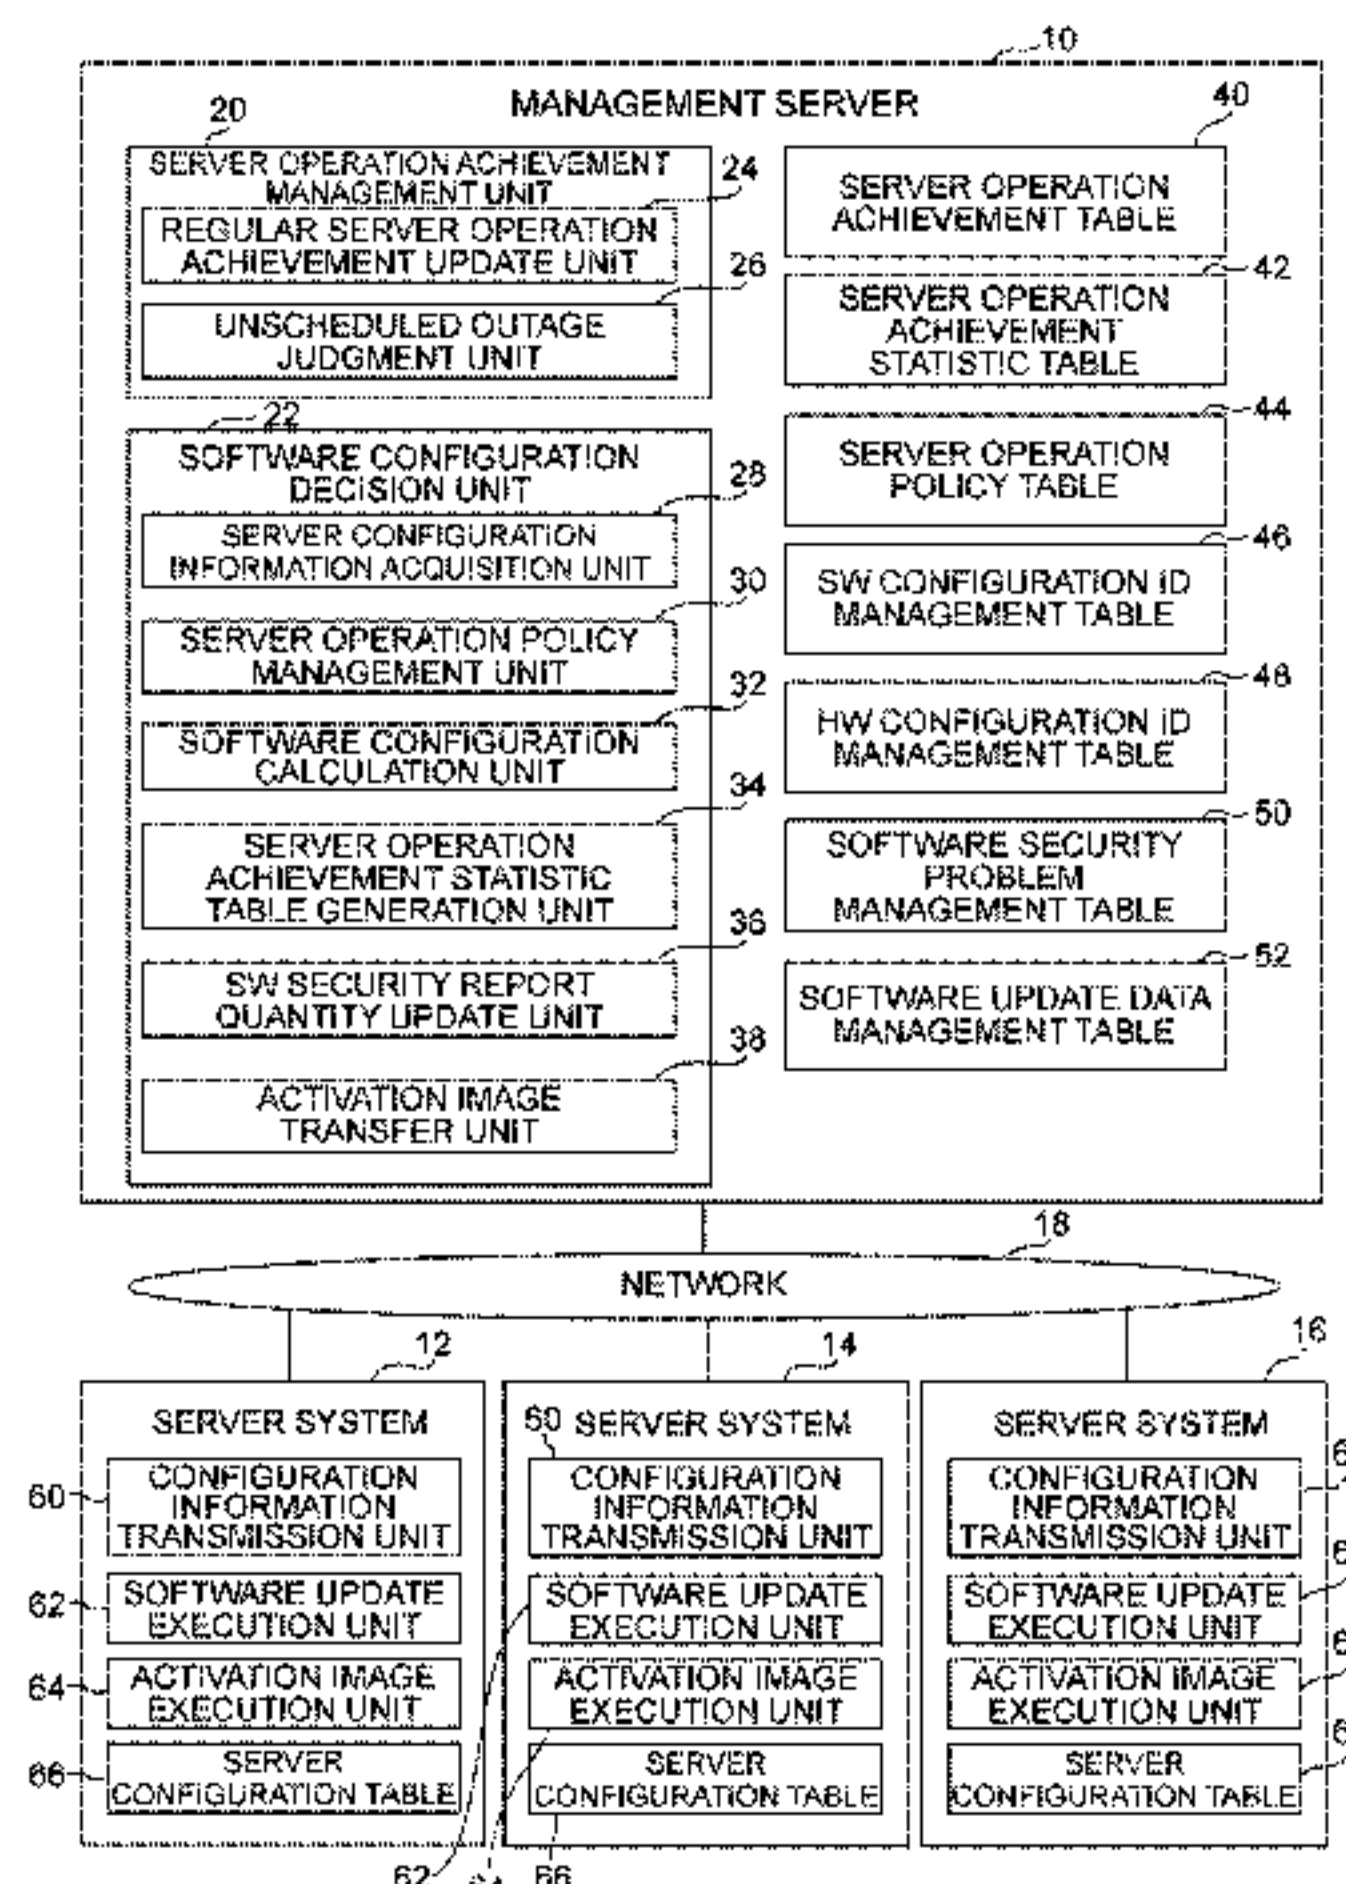 10
MANAGEMENT SERVER
20
SERVER OPERATION ACHIEVEMENT
MANAGEMENT UNIT
24
REGULAR SERVER OPERATION
ACHIEVEMENT UPDATE UNIT
26
UNSCHEDULED OUTAGE
JUDGMENT UNIT
22
SOFTWARE CONFIGURATION
DECISION UNIT
28
SERVER CONFIGURATION
INFORMATION ACQUISITION UNIT
30
SERVER OPERATION POLICY
MANAGEMENT UNIT
32
SOFTWARE CONFIGURATION
CALCULATION UNIT
34
SERVER OPERATION
ACHIEVEMENT STATISTIC
TABLE GENERATION UNIT
36
SW SECURITY REPORT
QUANTITY UPDATE UNIT
38
ACTIVATION IMAGE
TRANSFER UNIT
40
SERVER OPERATION
ACHIEVEMENT TABLE
42
SERVER OPERATION
ACHIEVEMENT
STATISTIC TABLE
44
SERVER OPERATION
POLICY TABLE
46
SW CONFIGURATION ID
MANAGEMENT TABLE
48
HW CONFIGURATION ID
MANAGEMENT TABLE
50
SOFTWARE SECURITY
PROBLEM
MANAGEMENT TABLE
52
SOFTWARE UPDATE DATA
MANAGEMENT TABLE
18
NETWORK
12
SERVER SYSTEM
60
CONFIGURATION
INFORMATION
TRANSMISSION UNIT
62
SOFTWARE UPDATE
EXECUTION UNIT
64
ACTIVATION IMAGE
EXECUTION UNIT
66
SERVER
CONFIGURATION TABLE
14
60
SERVER SYSTEM
CONFIGURATION
INFORMATION
TRANSMISSION UNIT
SOFTWARE UPDATE
EXECUTION UNIT
ACTIVATION IMAGE
EXECUTION UNIT
SERVER
CONFIGURATION TABLE
62
66
16
SERVER SYSTEM
CONFIGURATION
INFORMATION
TRANSMISSION UNIT
SOFTWARE UPDATE
EXECUTION UNIT
ACTIVATION IMAGE
EXECUTION UNIT
SERVER
CONFIGURATION TABLE